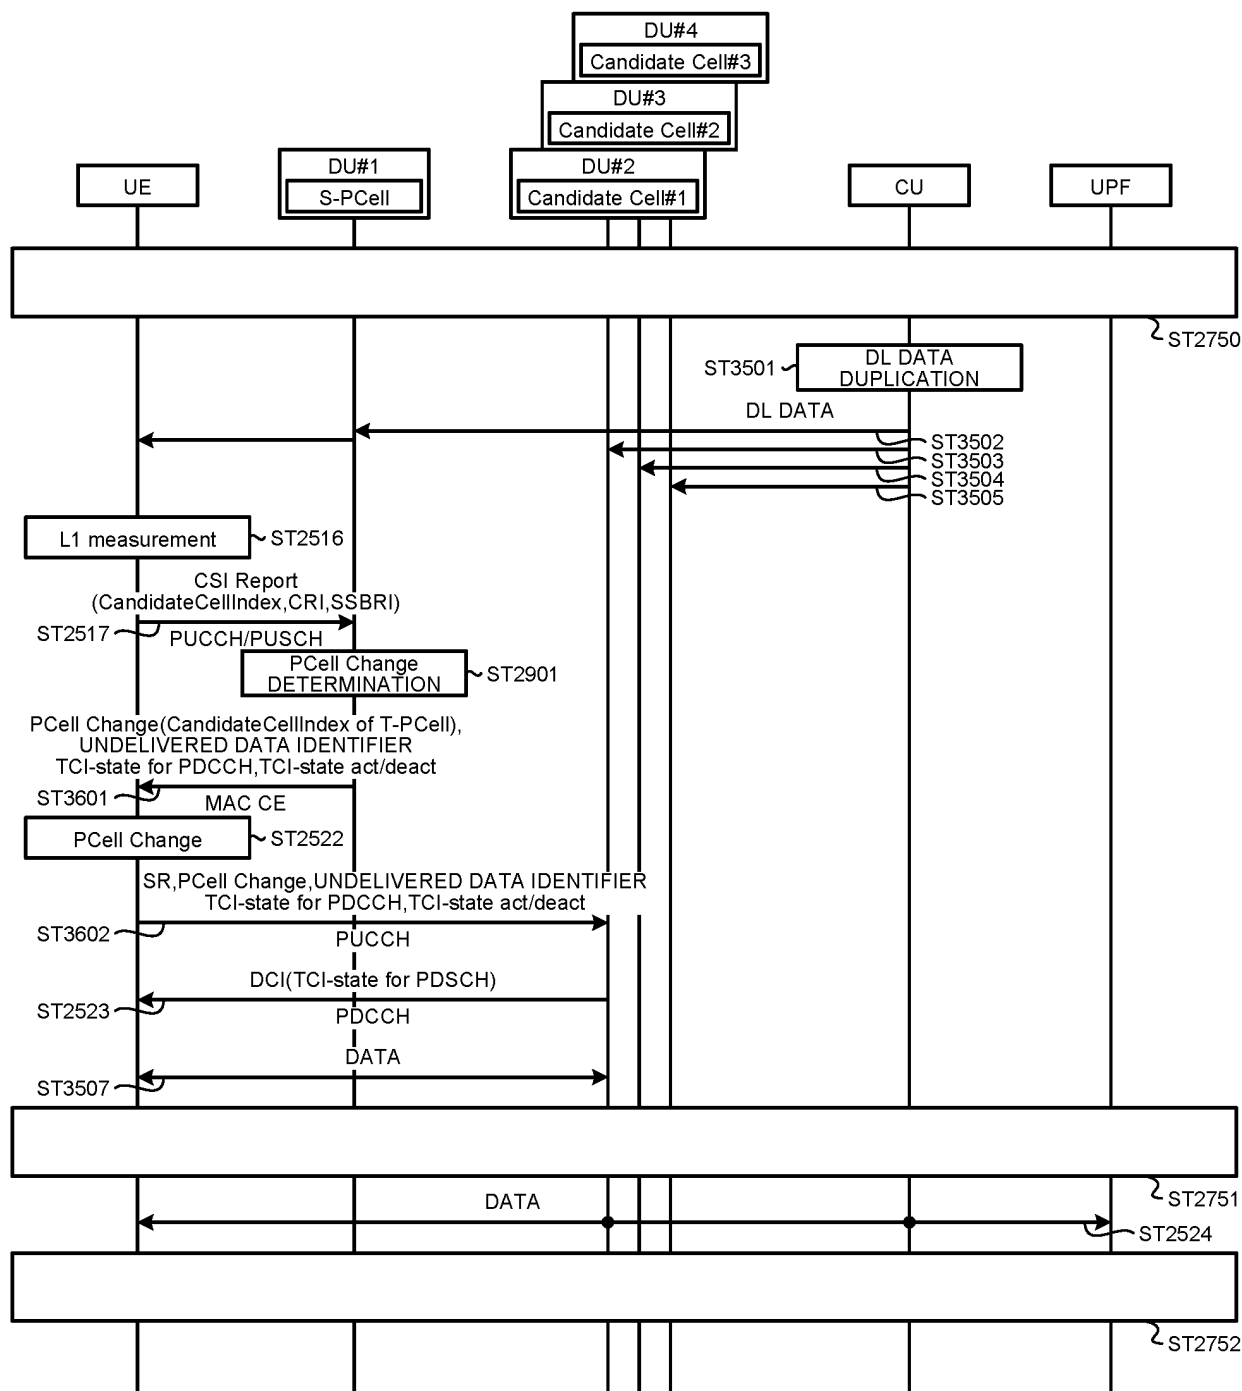 DU#4
Candidate Cell#3
DU#3
Candidate Cell#2
DU#2
Candidate Cell#1
DU#1
S-PCell
UE
CU
UPF
ST2750
ST3501
DL DATA
DUPLICATION
DL DATA
ST3502
ST3503
ST3504
ST3505
L1 measurement
ST2516
CSI Report
(CandidateCellIndex,CRI,SSBRI)
ST2517
PUCCH/PUSCH
PCell Change
DETERMINATION
ST2901
PCell Change(CandidateCellIndex of T-PCell),
UNDELIVERED DATA IDENTIFIER
TCI-state for PDCCH,TCI-state act/deact
ST3601
MAC CE
PCell Change
ST2522
SR,PCell Change,UNDELIVERED DATA IDENTIFIER
TCI-state for PDCCH,TCI-state act/deact
ST3602
PUCCH
DCI(TCI-state for PDSCH)
ST2523
PDCCH
DATA
ST3507
ST2751
DATA
ST2524
ST2752